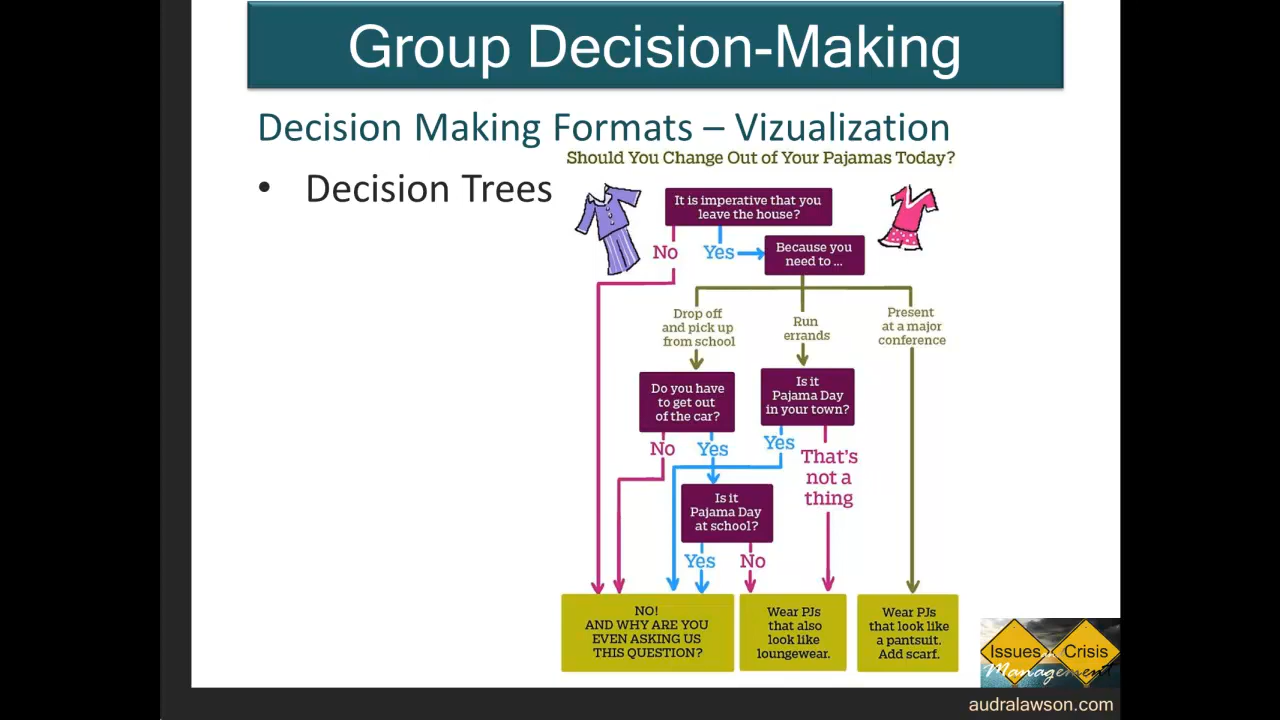 Group Decision-Making
Decision Making Formats – Vizualization
Should You Change Out of Your Pajamas Today?
• Decision Trees
It is imperative that you
leave the house?
No
Yes
Because you
need to ...
Drop off
and pick up
from school
Run
errands
Present
at a major
conference
Do you have
to get out
of the car?
Is it
Pajama Day
in your town?
No
Yes
Yes
That's
not a
thing
Is it
Pajama Day
at school?
Yes
No
NO!
AND WHY ARE YOU
EVEN ASKING US
THIS QUESTION?
Wear PJs
that also
look like
loungewear.
Wear PJs
that look like
a pantsuit.
Add scarf.
Issues in Crisis
Management
audralawson.com